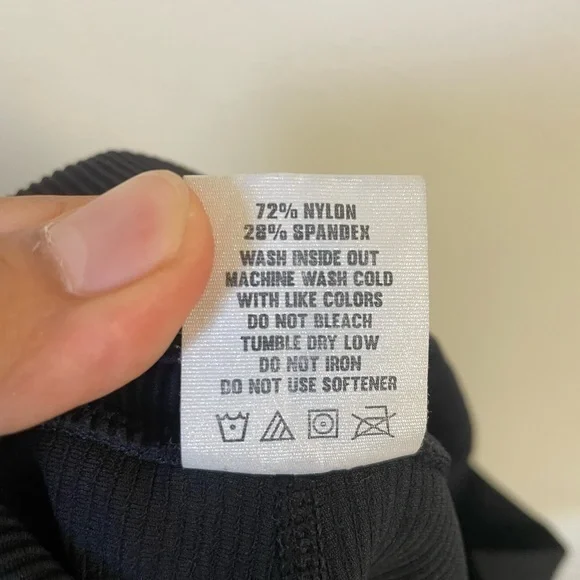 72% NYLON
28% SPANDEX
WASH INSIDE OUT
MACHINE WASH COLD
WITH LIKE COLORS
DO NOT BLEACH
TUMBLE DRY LOW
DO NOT IRON
DO NOT USE SOFTENER